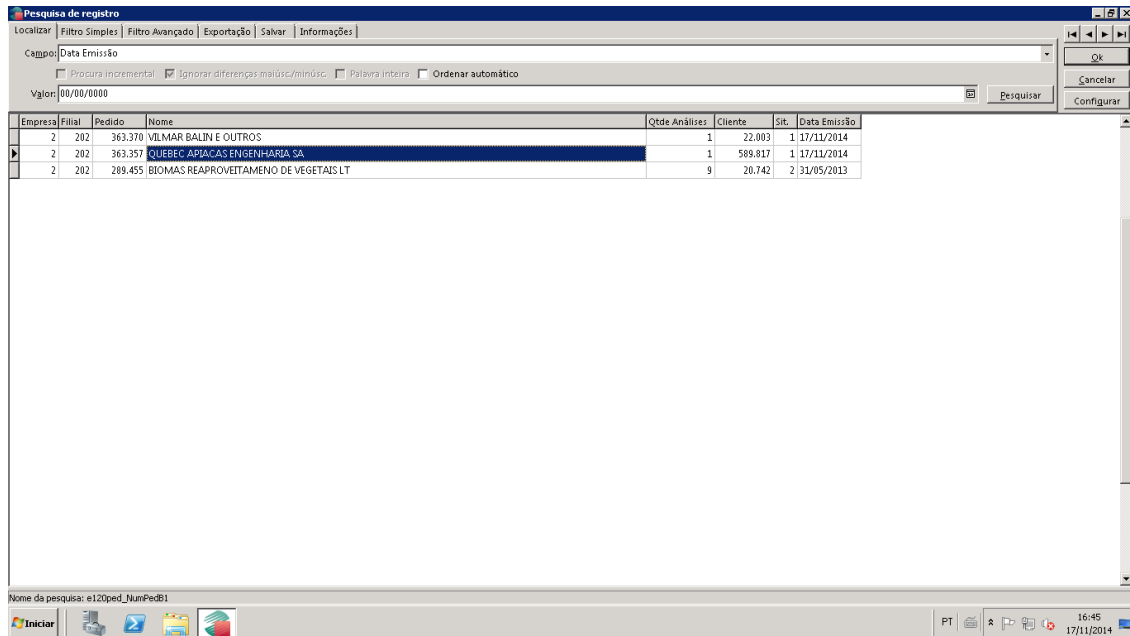 Pesquisa de registro
Localizar Filtro Simples Filtro Avançado Exportação Salvar Informações
Campo: Data Emissão
Ok
Procura incremental Ignorar diferenças maiúsc./minúsc. Palavra inteira Ordenar automático
Cancelar
Valor: 00/00/0000 Pesquisar
Configurar
Empresa Filial Pedido Nome Qtde Análises Cliente Sit. Data Emissão
2 202 363.370 VILMAR BALIN E OUTROS 1 22.003 1 17/11/2014
2 202 363.357 QUEBEC APIACAS ENGENHARIA SA 1 589.817 1 17/11/2014
2 202 289.455 BIOMAS REAPROVEITAMENO DE VEGETAIS LT 9 20.742 2 31/05/2013
Nome da pesquisa: e120ped_NumPedB1
Iniciar PT 16:45
17/11/2014